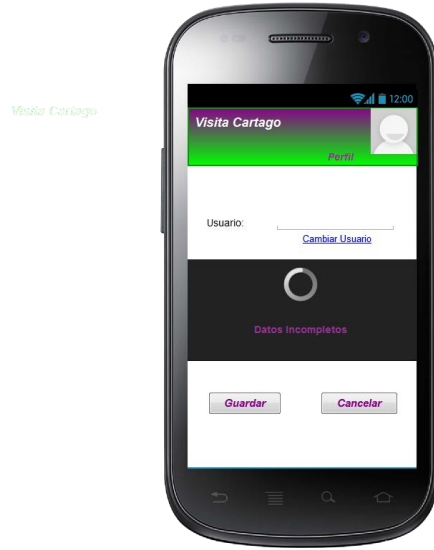 12:00
Visita Cartago
Visita Cartago
Perfil
Usuario:
Cambiar Usuario
Datos Incompletos
Guardar
Cancelar